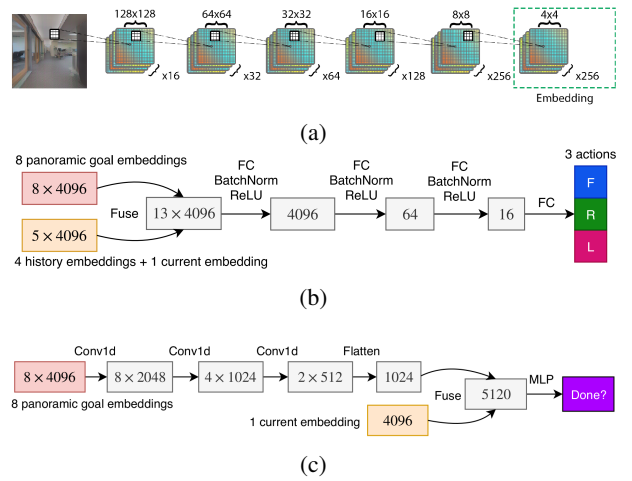 128x128 64x64 32x32 16x16 8x8 4x4
x16 x32 x64 x128 x256 x256
Embedding
(a)
8 panoramic goal embeddings
8 × 4096
Fuse
13 × 4096
5 × 4096
4 history embeddings + 1 current embedding
FC
BatchNorm
ReLU
4096
FC
BatchNorm
ReLU
64
FC
BatchNorm
ReLU
16
FC
3 actions
F
R
L
(b)
8 × 4096
8 panoramic goal embeddings
Conv1d
8 × 2048
Conv1d
4 × 1024
Conv1d
2 × 512
Flatten
1024
1 current embedding
4096
Fuse
5120
MLP
Done?
(c)